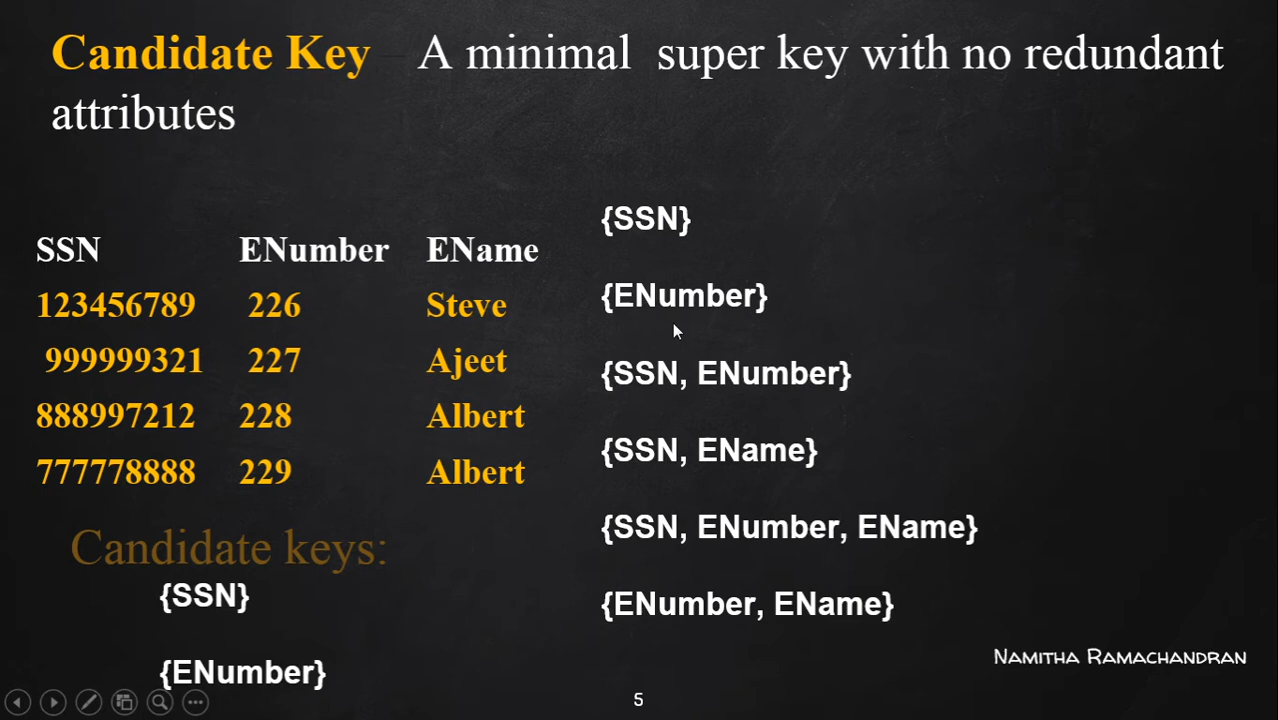 Candidate Key – A minimal super key with no redundant
attributes
SSN ENumber EName
123456789 226 Steve
999999321 227 Ajeet
888997212 228 Albert
777778888 229 Albert
Candidate keys:
{SSN}
{ENumber}
{SSN}
{ENumber}
{SSN, ENumber}
{SSN, EName}
{SSN, ENumber, EName}
{ENumber, EName}
Namitha Ramachandran
5